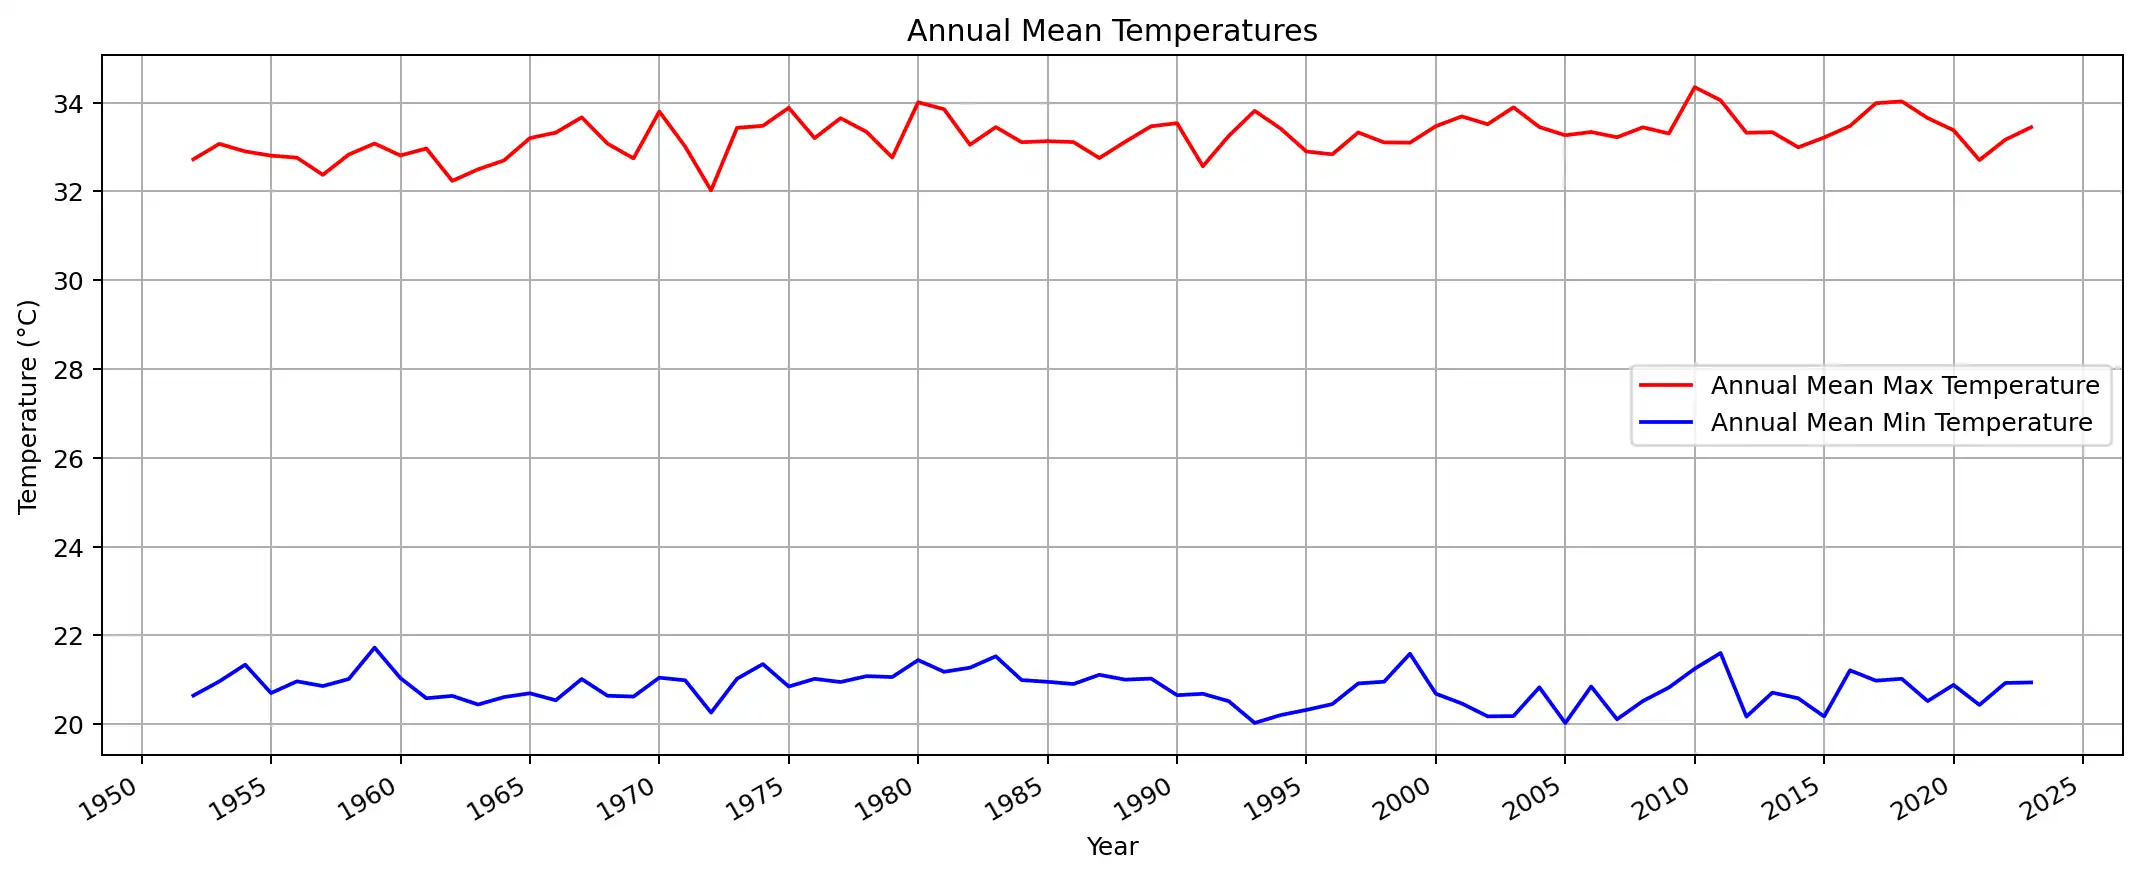 Annual Mean Temperatures
34
32
30
28
26
24
22
20
Temperature (°C)
Annual Mean Max Temperature
Annual Mean Min Temperature
1950 1955 1960 1965 1970 1975 1980 1985 1990 1995 2000 2005 2010 2015 2020 2025
Year